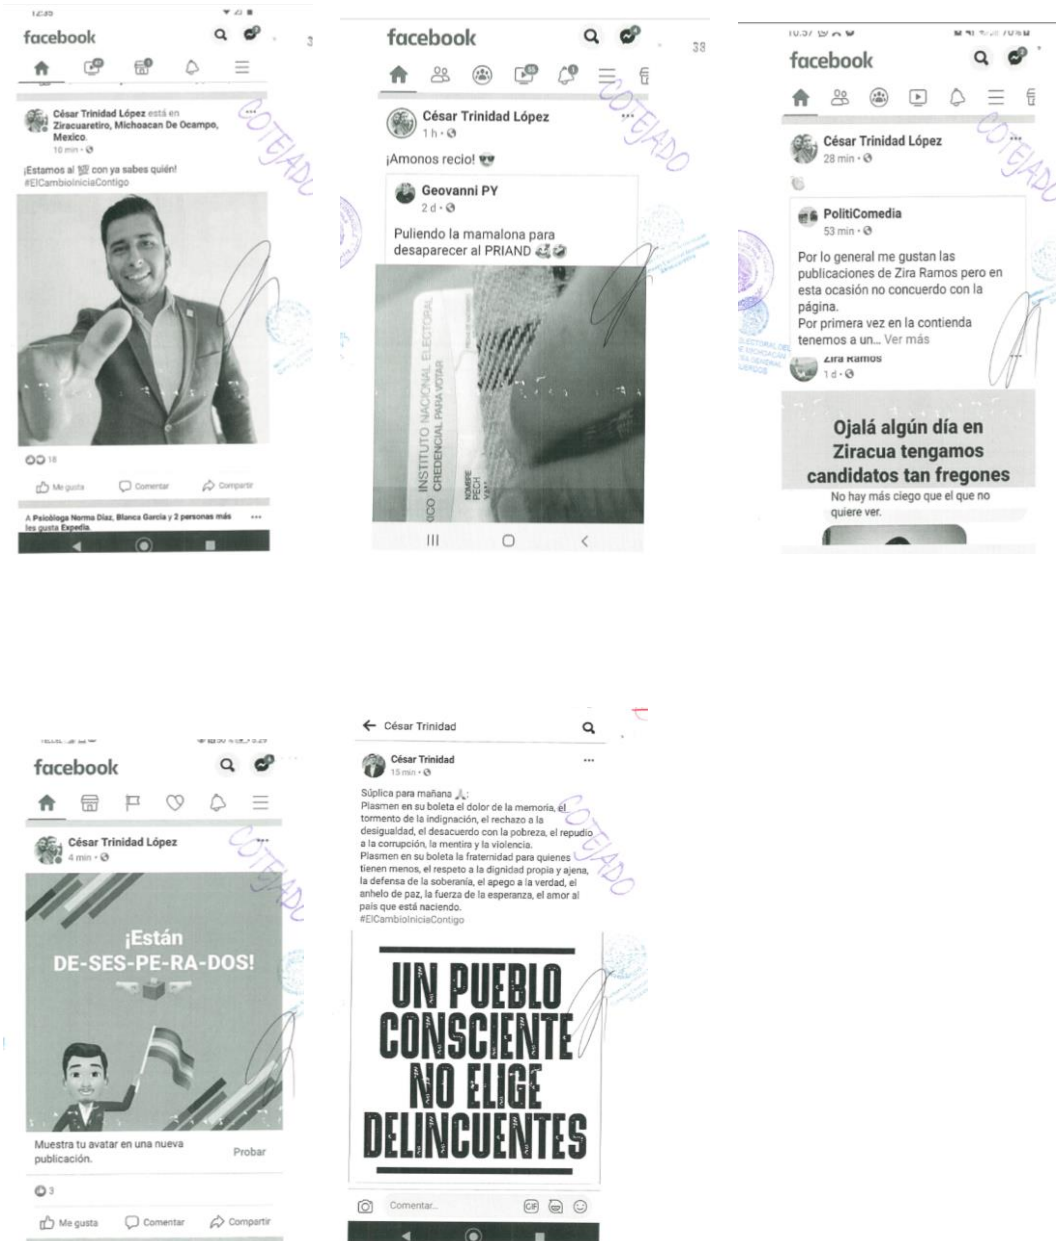 12:35
facebook
César Trinidad López está en
Ziracuaretiro, Michoacan De Ocampo,
Mexico.
10 min
¡Estamos al 💯 con ya sabes quién!
#ElCambioIniciaContigo
18
Me gusta Comentar Compartir
A Psicóloga Norma Díaz, Blanca García y 2 personas más
les gusta Expedia.
COTEJADO
facebook
38
César Trinidad López
1 h
¡Amonos recio! 😎
Geovanni PY
2 d
Puliendo la mamalona para
desaparecer al PRIAND
INSTITUTO NACIONAL ELECTORAL
CREDENCIAL PARA VOTAR
NOMBRE
PECH
COTEJADO
10:57
facebook
César Trinidad López
28 min
PolitiComedia
53 min
Por lo general me gustan las
publicaciones de Zira Ramos pero en
esta ocasión no concuerdo con la
página.
Por primera vez en la contienda
tenemos a un... Ver más
Zira Ramos
1 d
Ojalá algún día en
Ziracua tengamos
candidatos tan fregones
No hay más ciego que el que no
quiere ver.
COTEJADO
facebook
César Trinidad López
4 min
¡Están
DE-SES-PE-RA-DOS!
Muestra tu avatar en una nueva
publicación.
Probar
3
Me gusta Comentar Compartir
COTEJADO
César Trinidad
César Trinidad
15 min
Súplica para mañana 🙏:
Plasmen en su boleta el dolor de la memoria, el
tormento de la indignación, el rechazo a la
desigualdad, el desacuerdo con la pobreza, el repudio
a la corrupción, la mentira y la violencia.
Plasmen en su boleta la fraternidad para quienes
tienen menos, el respeto a la dignidad propia y ajena,
la defensa de la soberanía, el apego a la verdad, el
anhelo de paz, la fuerza de la esperanza, el amor al
país que está naciendo.
#ElCambioIniciaContigo
UN PUEBLO
CONSCIENTE
NO ELIGE
DELINCUENTES
Comentar...
GIF
COTEJADO